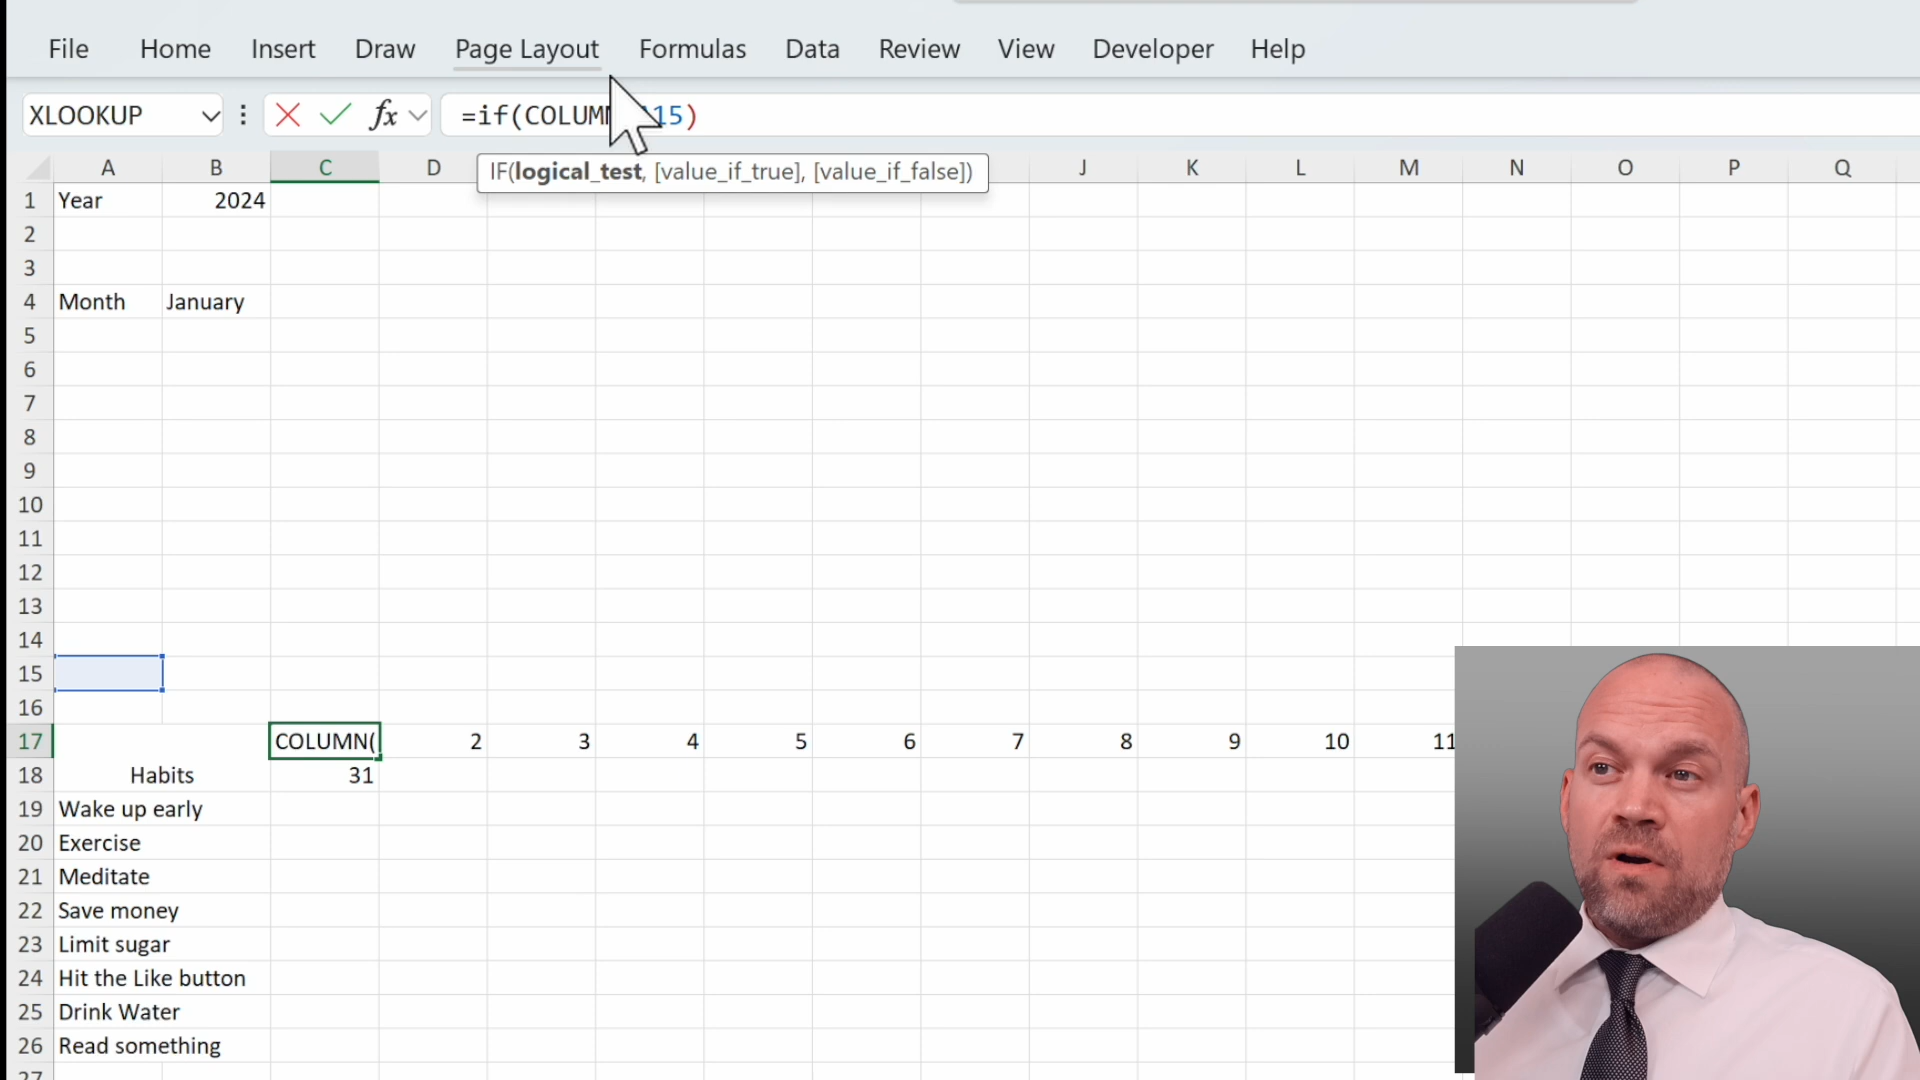 File Home Insert Draw Page Layout Formulas Data Review View Developer Help
XLOOKUP fx =if(COLUMN 15)
IF(logical_test, [value_if_true], [value_if_false])
A B C D J K L M N O P Q
1 Year 2024
2
3
4 Month January
5
6
7
8
9
10
11
12
13
14
15
16
17 COLUMN( 2 3 4 5 6 7 8 9 10 11
18 Habits 31
19 Wake up early
20 Exercise
21 Meditate
22 Save money
23 Limit sugar
24 Hit the Like button
25 Drink Water
26 Read something
27